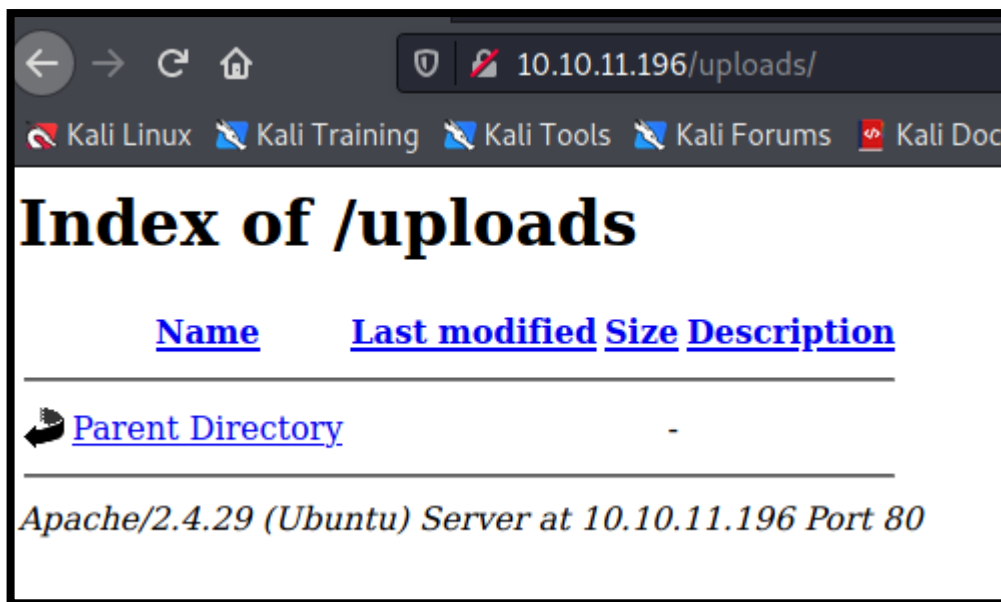 10.10.11.196/uploads/
Kali Linux Kali Training Kali Tools Kali Forums Kali Doc
Index of /uploads
Name Last modified Size Description
Parent Directory -
Apache/2.4.29 (Ubuntu) Server at 10.10.11.196 Port 80